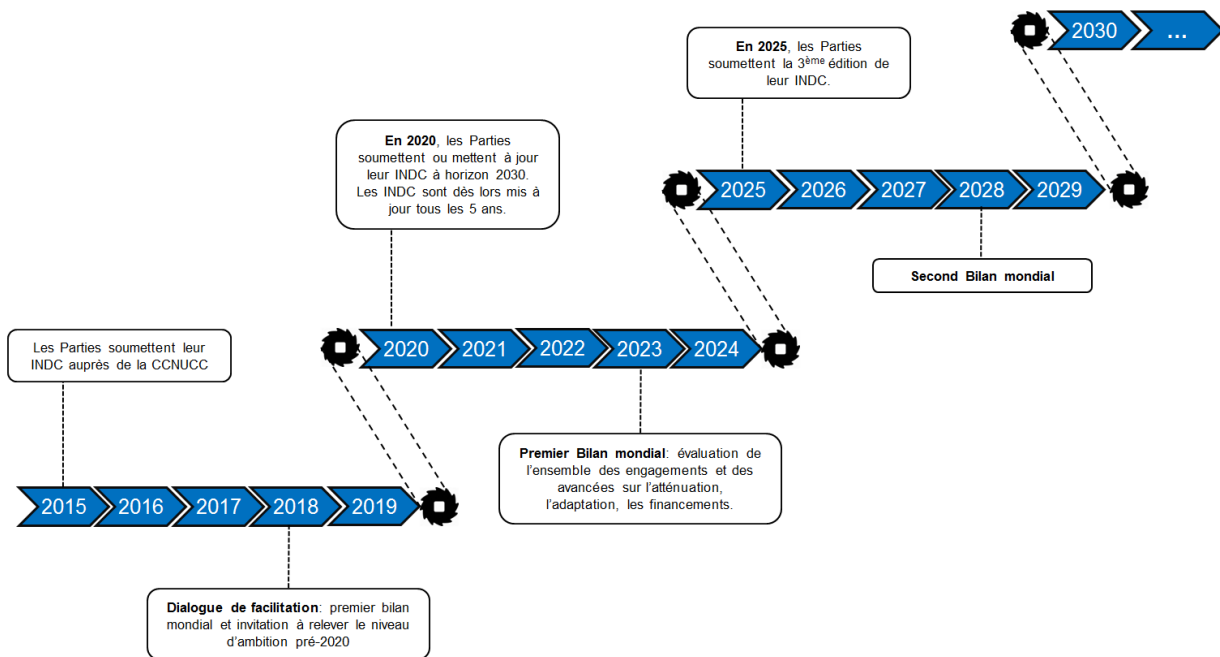 En 2025, les Parties
soumettent la 3ème édition de
leur INDC.
2030
...
En 2020, les Parties
soumettent ou mettent à jour
leur INDC à horizon 2030.
Les INDC sont dès lors mis à
jour tous les 5 ans.
2025
2026
2027
2028
2029
Second Bilan mondial
Les Parties soumettent leur
INDC auprès de la CCNUCC
2020
2021
2022
2023
2024
Premier Bilan mondial: évaluation de
l’ensemble des engagements et des
avancées sur l’atténuation,
l’adaptation, les financements.
2015
2016
2017
2018
2019
Dialogue de facilitation: premier bilan
mondial et invitation à relever le niveau
d’ambition pré-2020